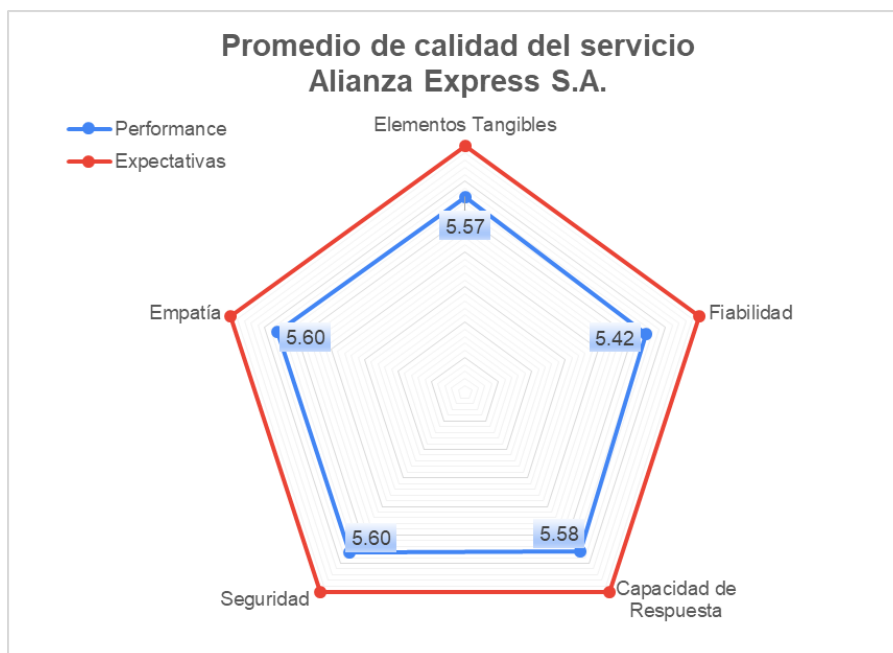 Promedio de calidad del servicio
Alianza Express S.A.
Performance
Expectativas
Elementos Tangibles
5.57
Empatía
Fiabilidad
5.60
5.42
5.60
5.58
Seguridad
Capacidad de
Respuesta